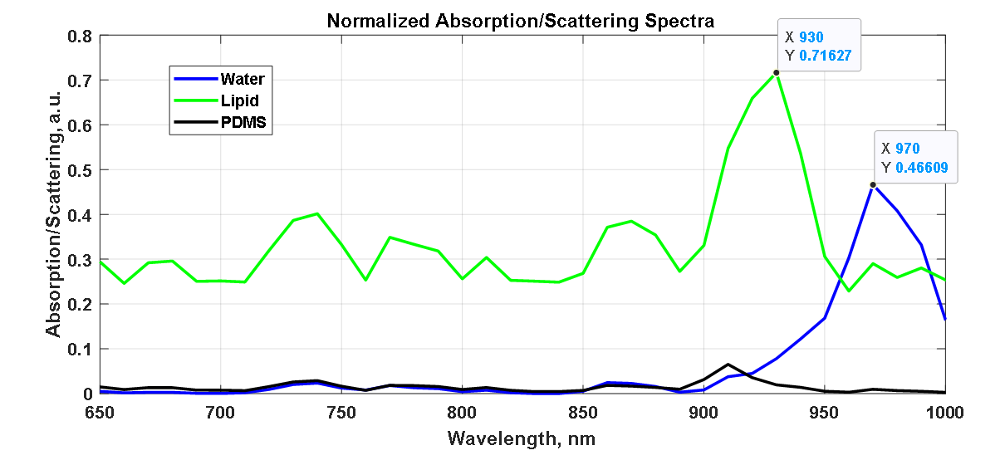 Normalized Absorption/Scattering Spectra
X 930
Y 0.71627
X 970
Y 0.46609
Water
Lipid
PDMS
Absorption/Scattering, a.u.
0.8
0.7
0.6
0.5
0.4
0.3
0.2
0.1
0
650 700 750 800 850 900 950 1000
Wavelength, nm